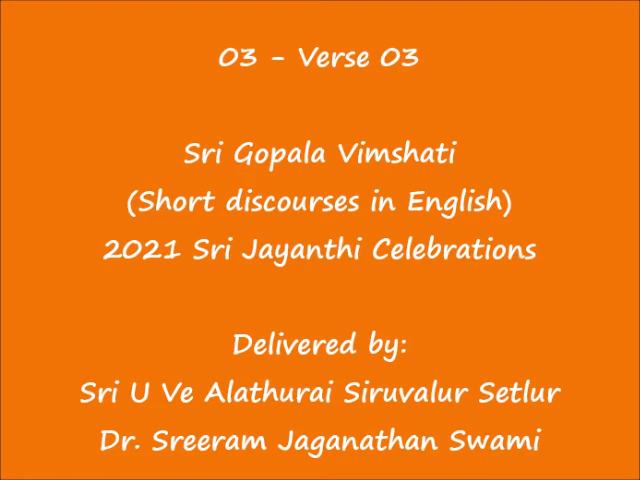 03 - Verse 03
Sri Gopala Vimshati
(Short discourses in English)
2021 Sri Jayanthi Celebrations
Delivered by:
Sri U Ve Alathurai Siruvalur Setlur
Dr. Sreeram Jaganathan Swami